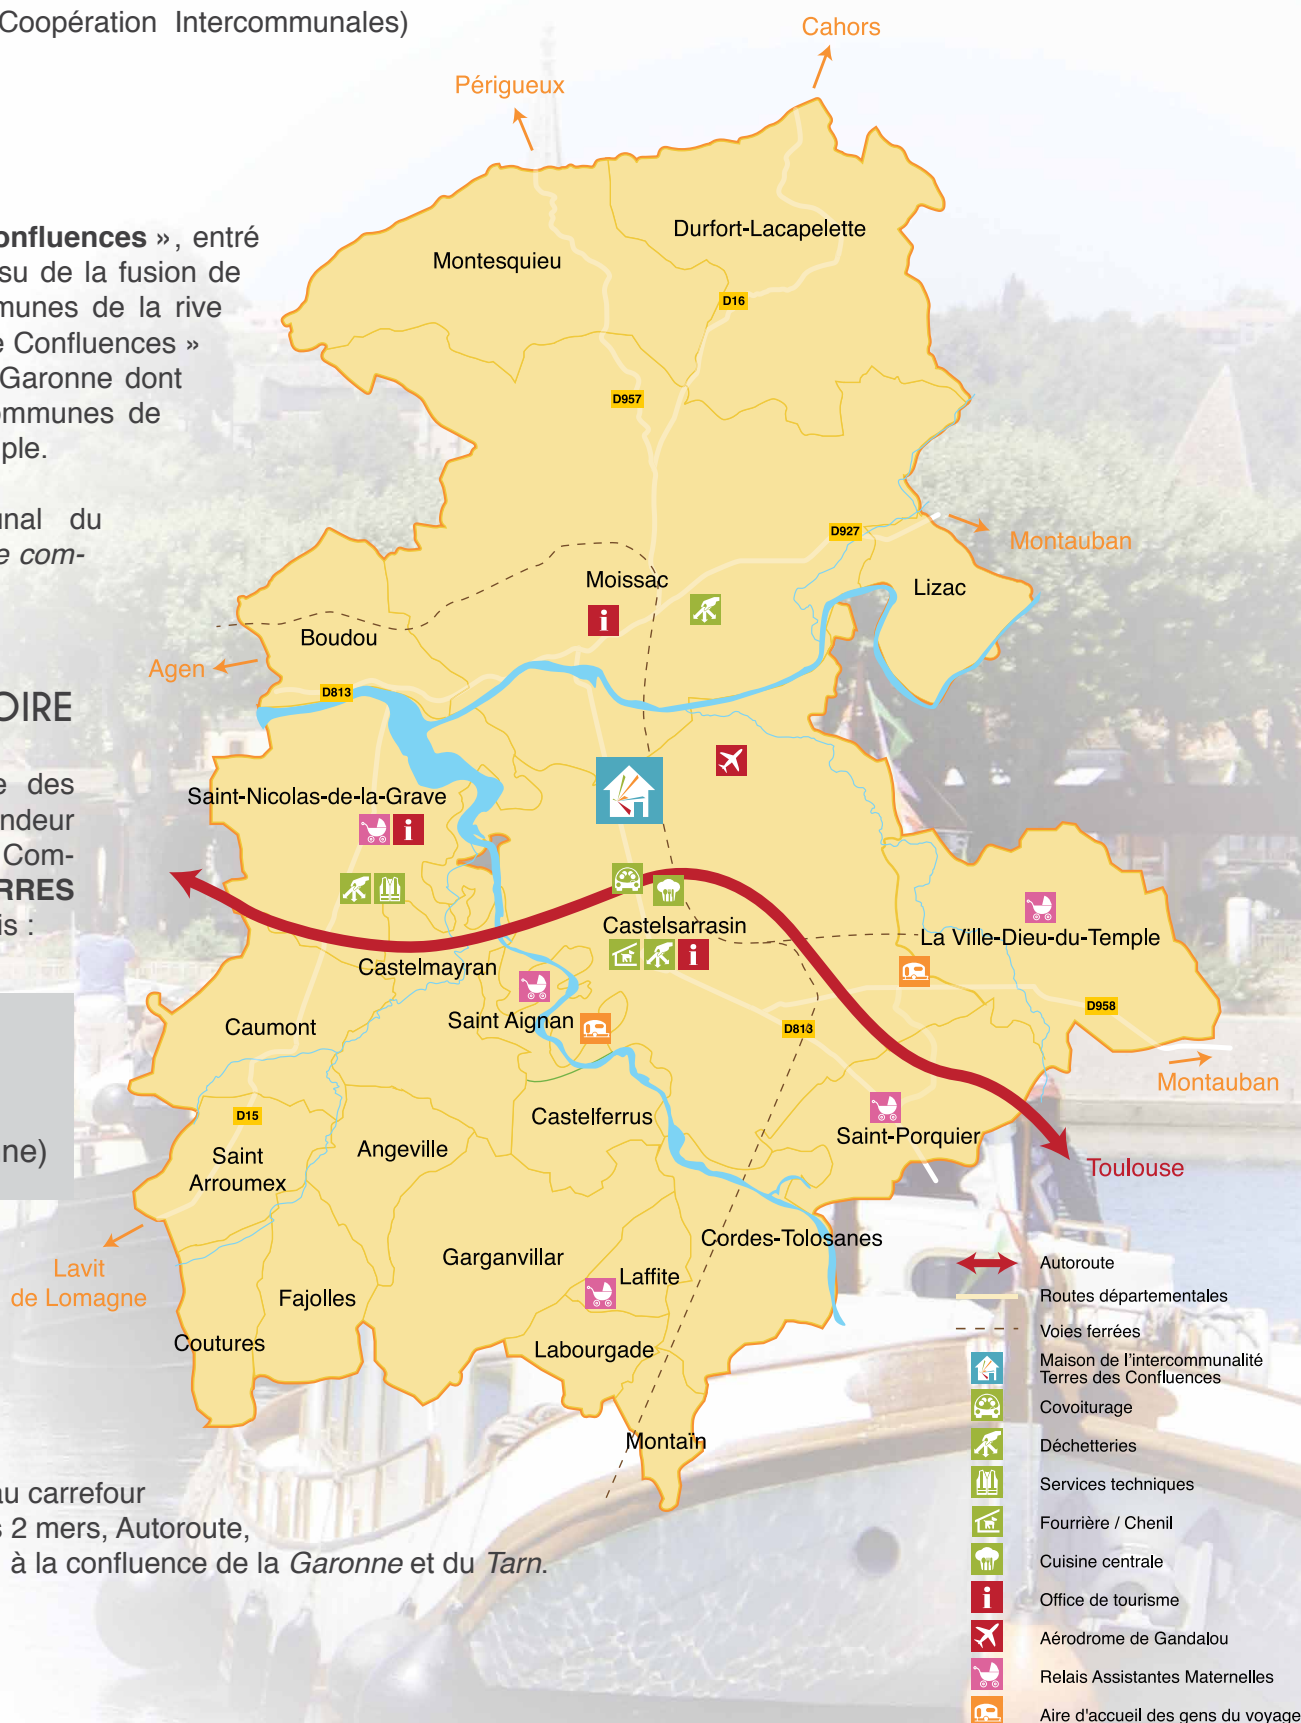 Coopération Intercommunales)
onfluences », entré
su de la fusion de
munes de la rive
e Confluences »
Garonne dont
ommunes de
ple.
unal du
e com-
OIRE
e des
ndeur
Com-
ERRES
is :
ne)
au carrefour
s 2 mers, Autoroute,
à la confluence de la Garonne et du Tarn.
Cahors
Périgueux
Durfort-Lacapelette
Montesquieu
D16
D957
D927
Montauban
Moissac
Lizac
i
Boudou
Agen
D813
Saint-Nicolas-de-la-Grave
i
Castelsarrasin
La Ville-Dieu-du-Temple
i
Castelmayran
Saint Aignan
Caumont
D958
D813
Montauban
D15
Castelferrus
Saint-Porquier
Angeville
Saint
Arroumex
Toulouse
Cordes-Tolosanes
Garganvillar
Laffite
Lavit
de Lomagne
Fajolles
Coutures
Labourgade
Montaïn
Autoroute
Routes départementales
Voies ferrées
Maison de l'intercommunalité
Terres des Confluences
Covoiturage
Déchetteries
Services techniques
Fourrière / Chenil
Cuisine centrale
i
Office de tourisme
Aérodrome de Gandalou
Relais Assistantes Maternelles
Aire d'accueil des gens du voyage